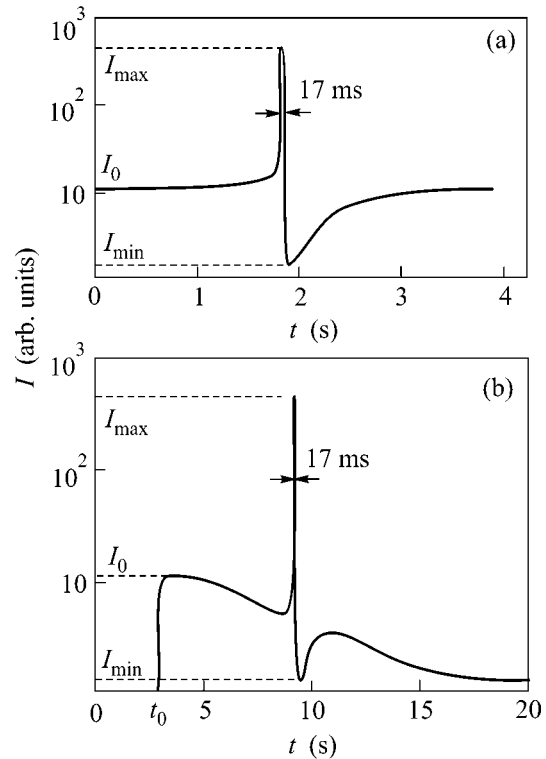 10³
(a)
I_max
17 ms
10²
I₀
10
I_min
0 1 2 3 4
t (s)
I (arb. units)
10³
(b)
I_max
17 ms
10²
I₀
10
I_min
0 t₀ 5 10 15 20
t (s)